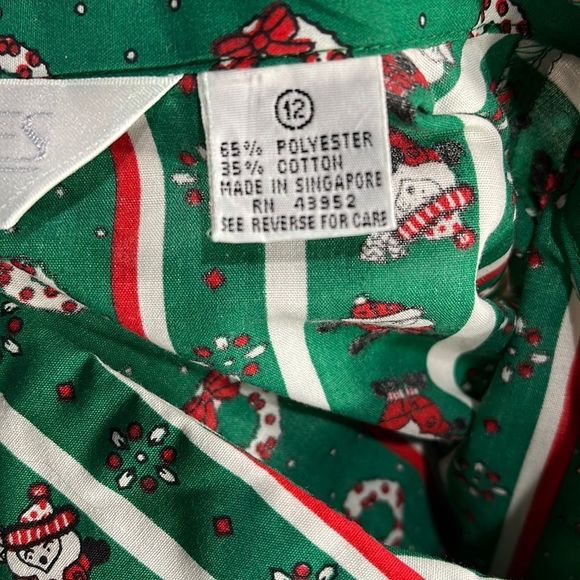 12
65% POLYESTER
35% COTTON
MADE IN SINGAPORE
RN 43952
SEE REVERSE FOR CARE